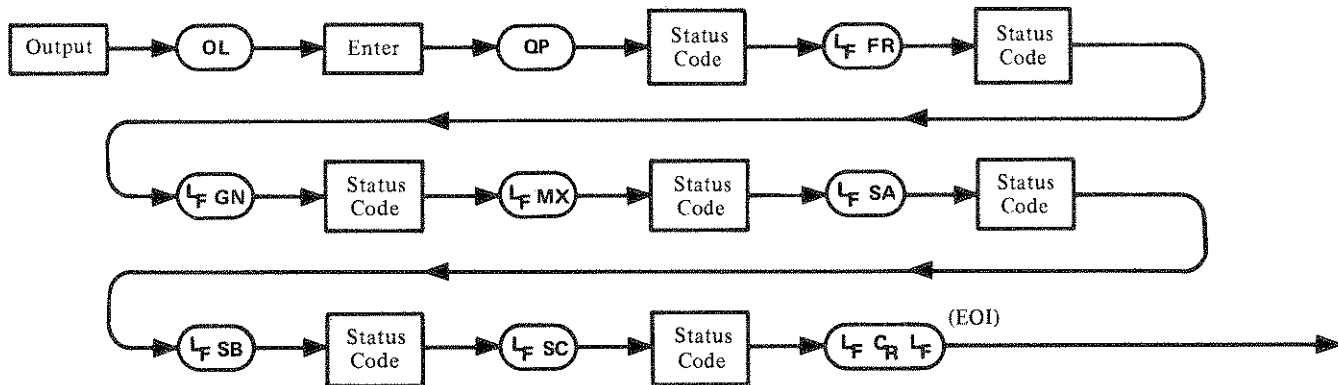 Output OL Enter QP Status Code LF FR Status Code
LF GN Status Code LF MX Status Code LF SA Status Code
LF SB Status Code LF SC Status Code LF CR LF (EOI)